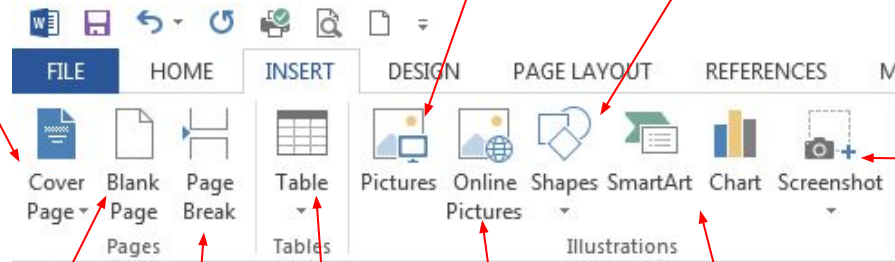 FILE HOME INSERT DESIGN PAGE LAYOUT REFERENCES M
Cover Blank Page Table Pictures Online Shapes SmartArt Chart Screenshot
Page Page Break Pictures
Pages Tables Illustrations